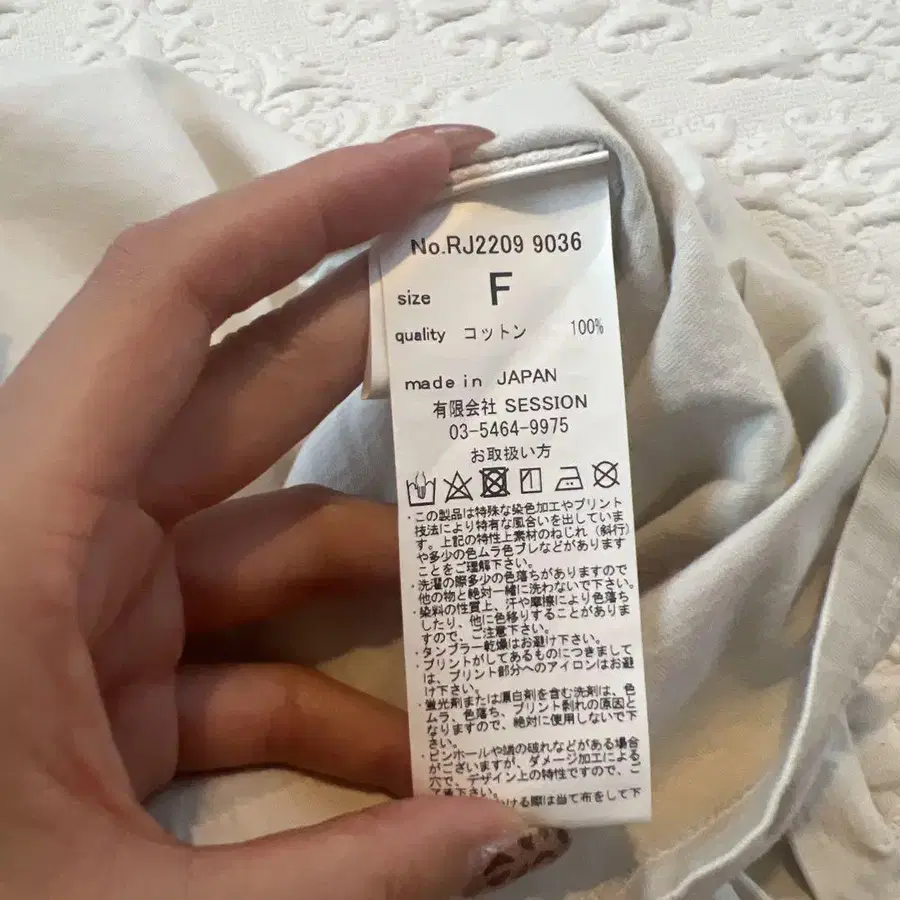 No.RJ2209 9036
size F
quality コットン 100%
made in JAPAN
有限会社 SESSION
03-5464-9975
お取扱い方
・この製品は特殊な染色加工やプリント
技法により特有な風合いを出していま
す。上記の特性上素材のねじれ（斜行）
や多少の色ムラ色ブレなどがあります
ことをご理解下さい。
・洗濯の際多少の色落ちがありますので
他の物と絶対一緒に洗わないで下さい。
・染料の性質上、汗や摩擦により色落ち
したり、他に色移りすることがありま
すので、ご注意下さい。
・タンブラー乾燥はお避け下さい。
・プリントがしてあるものにつきまして
は、プリント部分へのアイロンはお避
け下さい。
・蛍光剤または漂白剤を含む洗剤は、色
ムラ、色落ち、プリント剥れの原因と
なりますので、絶対に使用しないで下
さい。
・ピンホールや縫の破れなどがある場合
がございますが、ダメージ加工による
穴で、デザイン上の特性ですので、ご
了承下さい。
ける際は当て布をして下